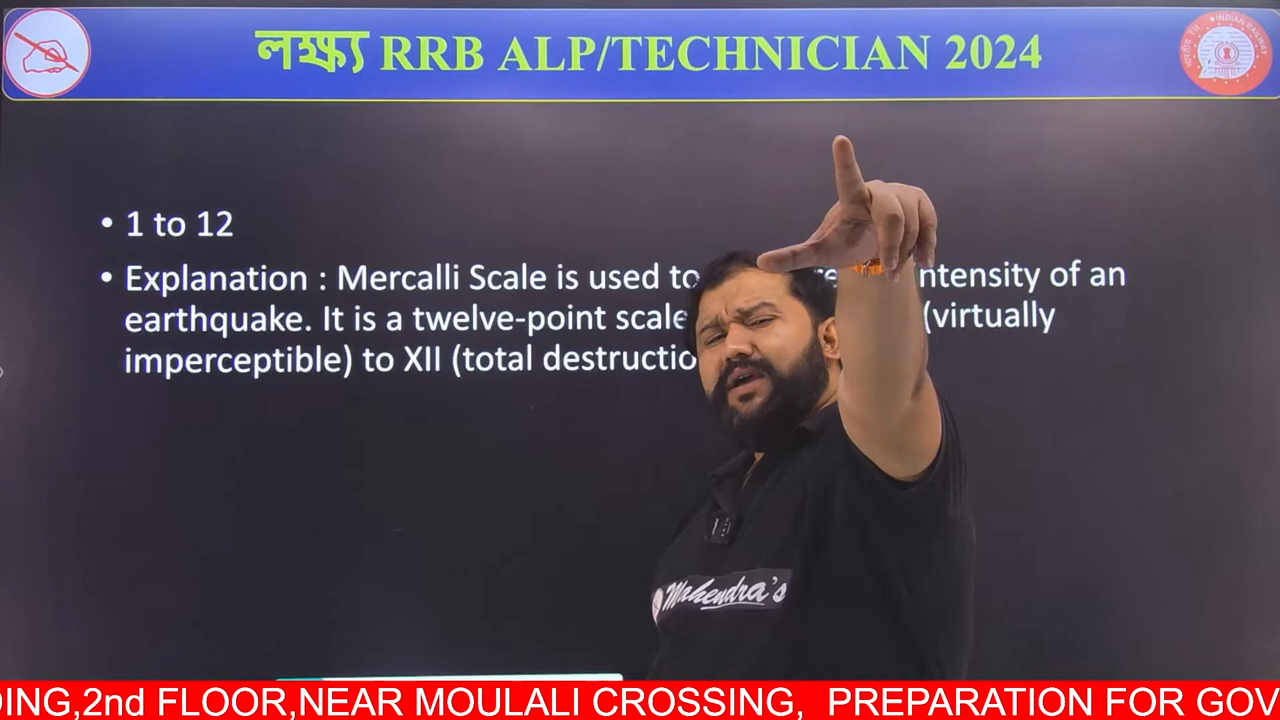 লক্ষ্য RRB ALP/TECHNICIAN 2024
INDIAN RAILWAY
• 1 to 12
• Explanation : Mercalli Scale is used to ntensity of an
earthquake. It is a twelve-point scale (virtually
imperceptible) to XII (total destructio
Mahendra's
DING,2nd FLOOR,NEAR MOULALI CROSSING, PREPARATION FOR GOV